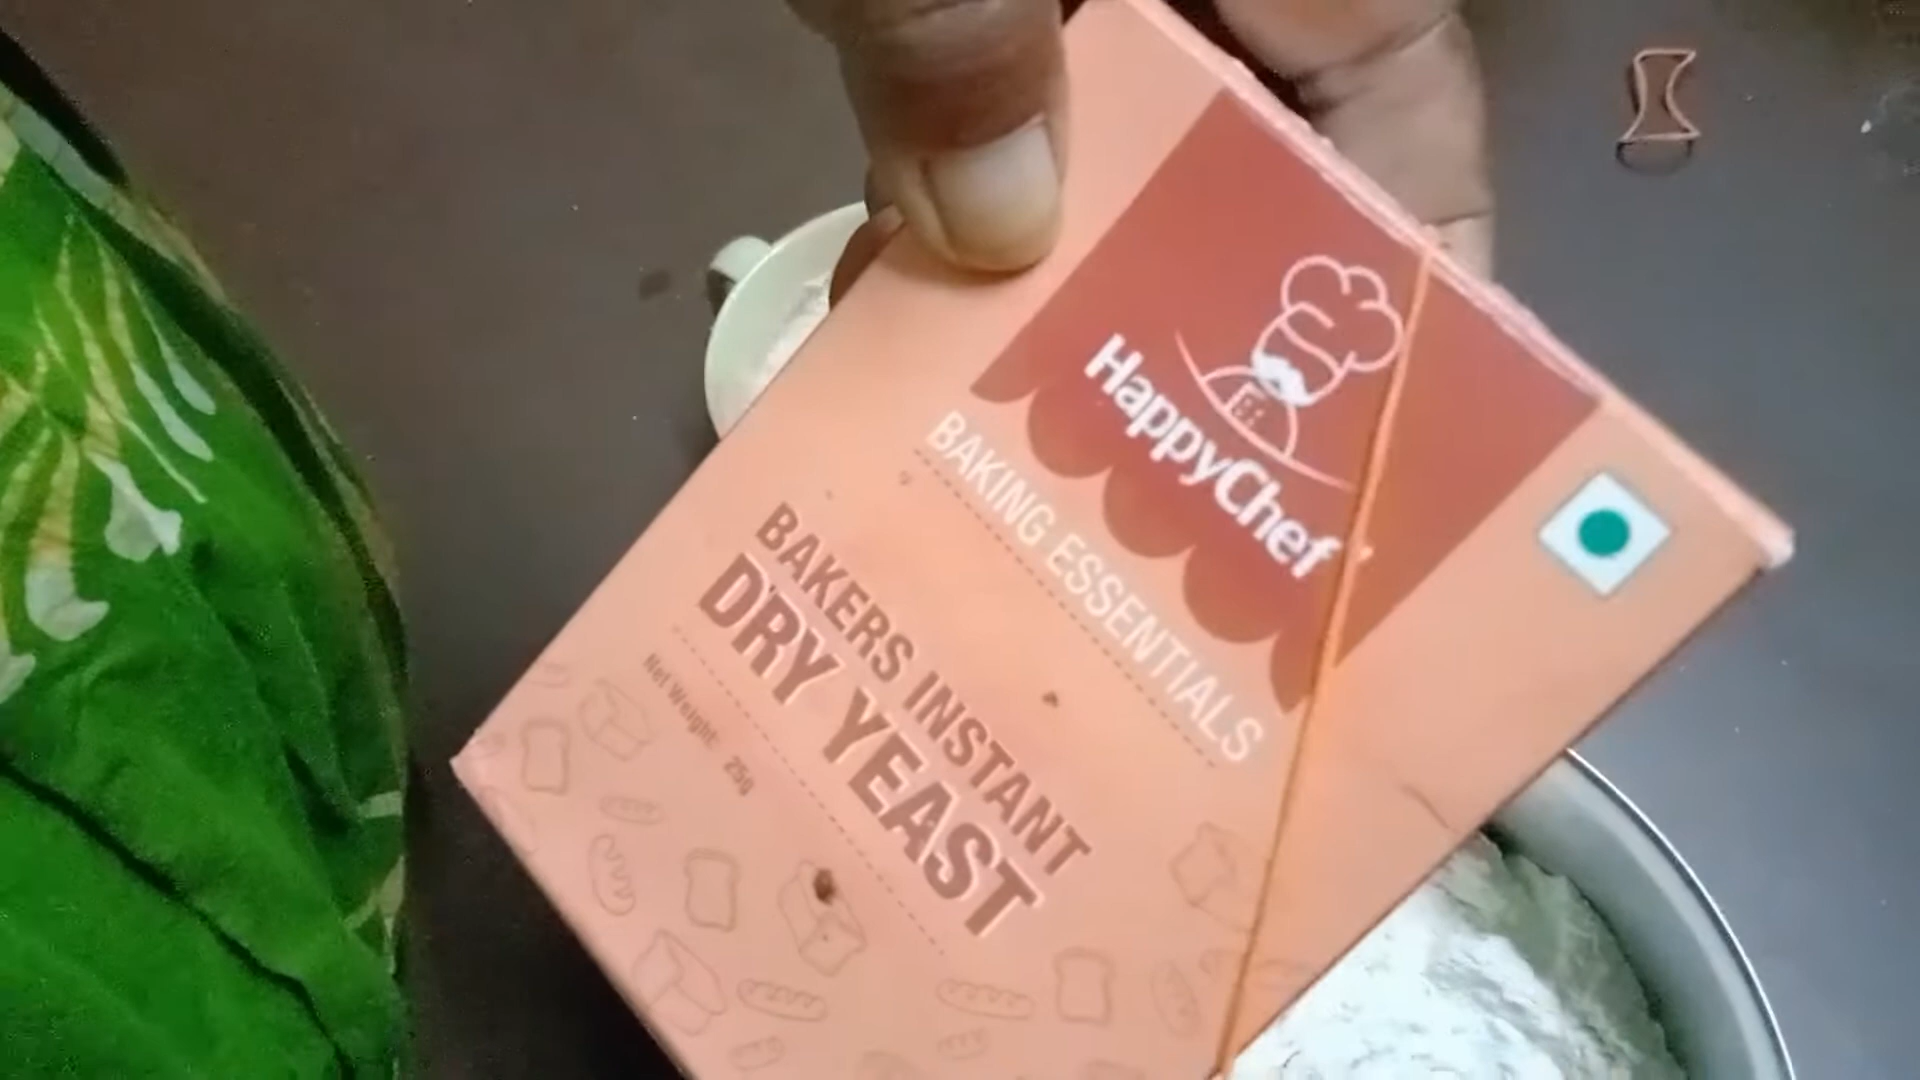 HappyChef
BAKING ESSENTIALS
BAKERS INSTANT
DRY YEAST
Net Weight 25g